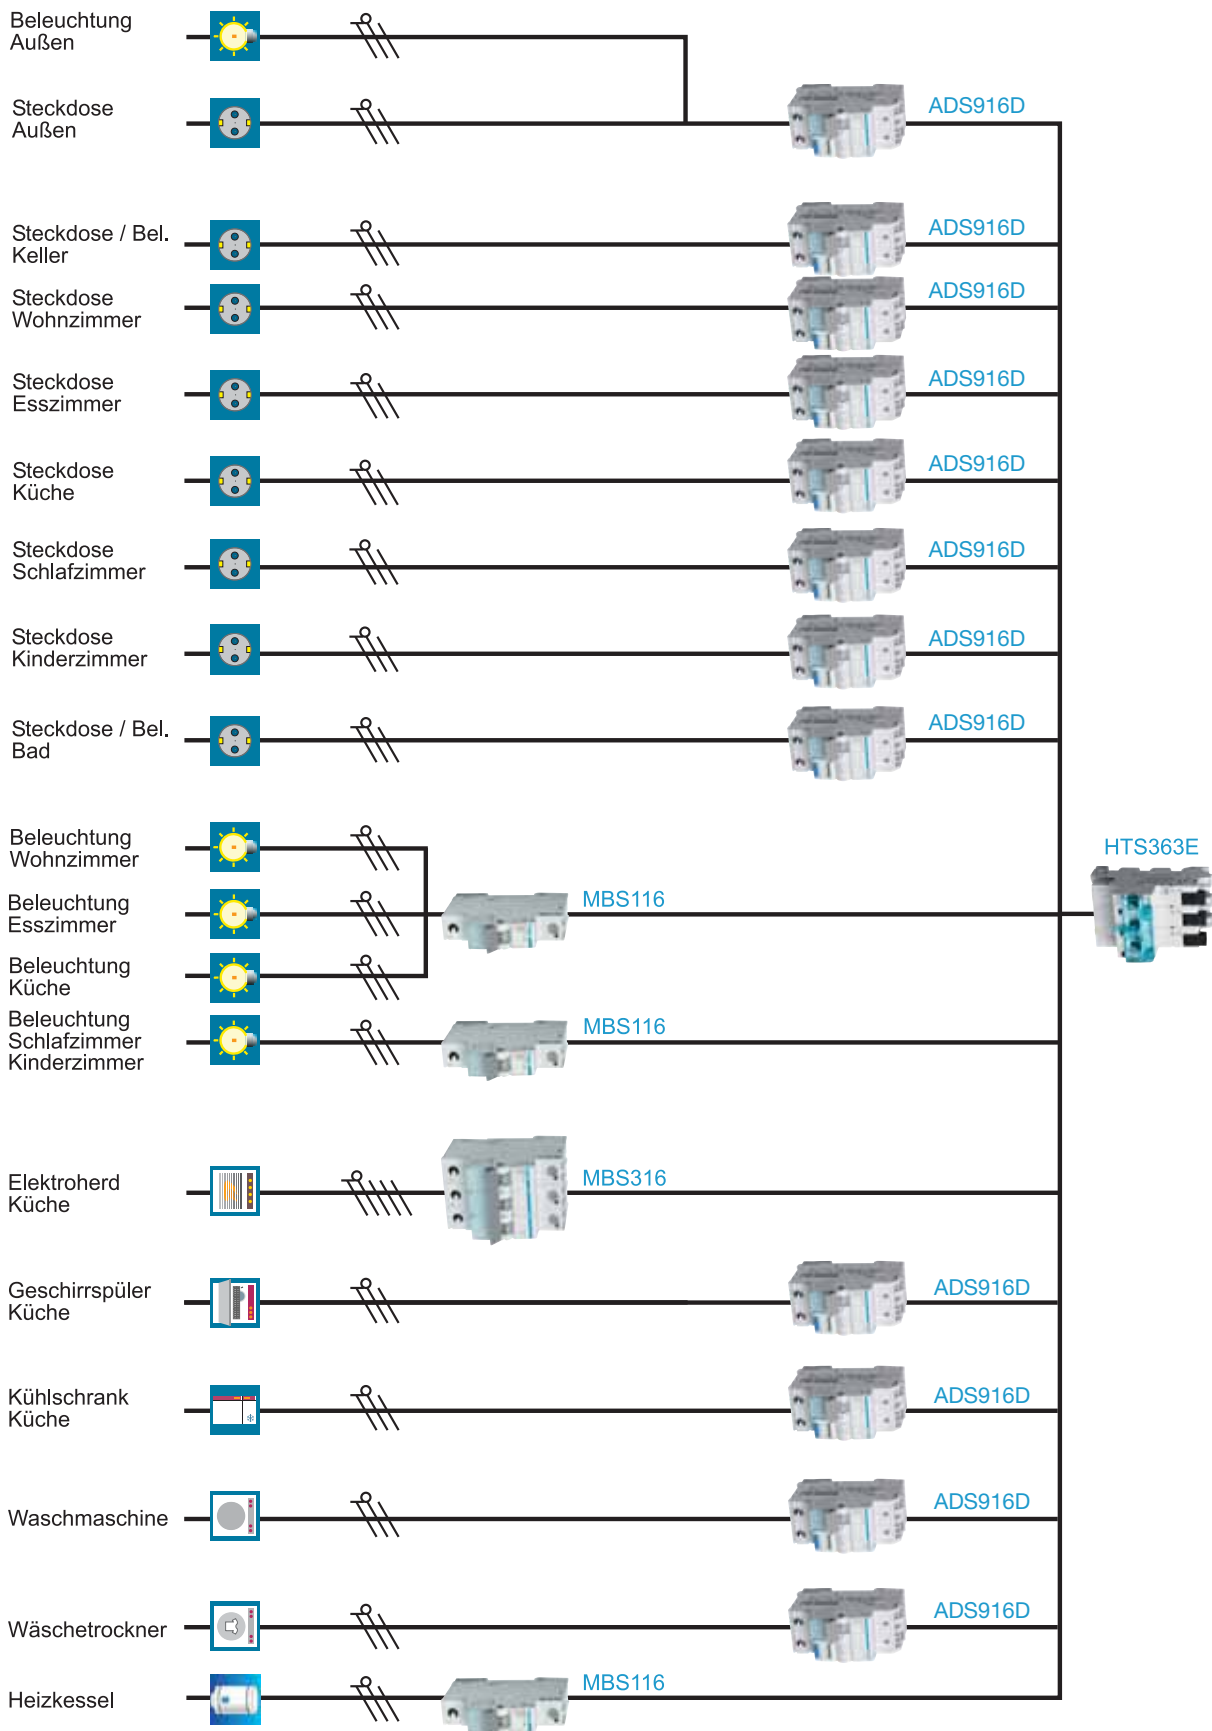 Beleuchtung
Außen
Steckdose
Außen
ADS916D
Steckdose / Bel.
Keller
ADS916D
Steckdose
Wohnzimmer
ADS916D
Steckdose
Esszimmer
ADS916D
Steckdose
Küche
ADS916D
Steckdose
Schlafzimmer
ADS916D
Steckdose
Kinderzimmer
ADS916D
Steckdose / Bel.
Bad
ADS916D
Beleuchtung
Wohnzimmer
HTS363E
Beleuchtung
Esszimmer
MBS116
Beleuchtung
Küche
Beleuchtung
Schlafzimmer
Kinderzimmer
MBS116
Elektroherd
Küche
MBS316
Geschirrspüler
Küche
ADS916D
Kühlschrank
Küche
ADS916D
Waschmaschine
ADS916D
Wäschetrockner
ADS916D
Heizkessel
MBS116